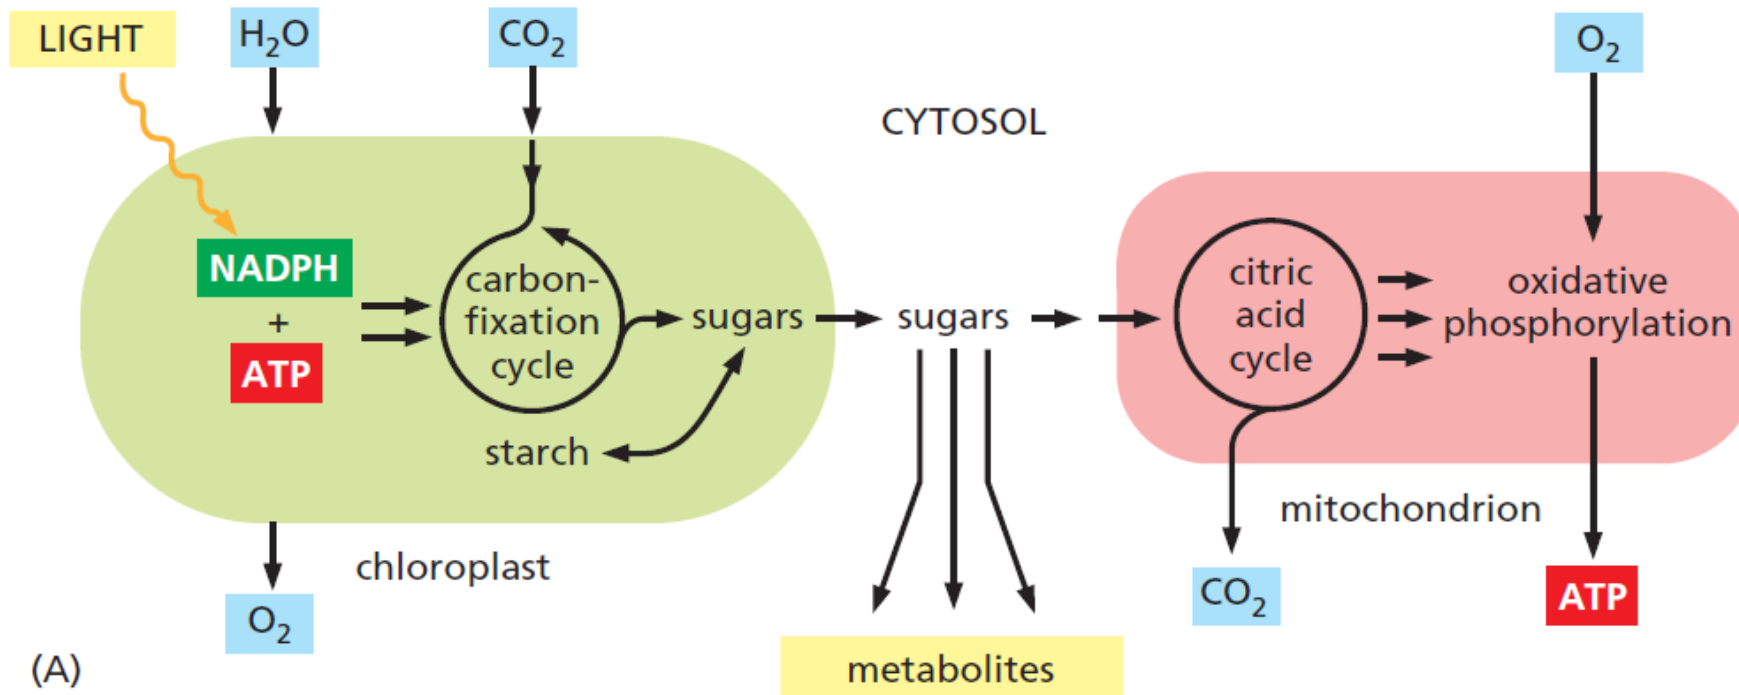 LIGHT
H₂O
CO₂
O₂
CYTOSOL
NADPH
+
ATP
carbon-
fixation
cycle
sugars
starch
sugars
citric
acid
cycle
oxidative
phosphorylation
chloroplast
mitochondrion
O₂
CO₂
ATP
metabolites
(A)